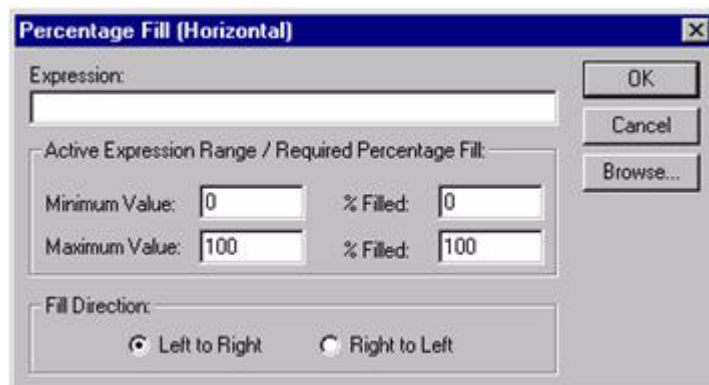 Percentage Fill (Horizontal)
Expression:
OK
Cancel
Browse...
Active Expression Range / Required Percentage Fill:
Minimum Value: 0 % Filled: 0
Maximum Value: 100 % Filled: 100
Fill Direction:
Left to Right Right to Left